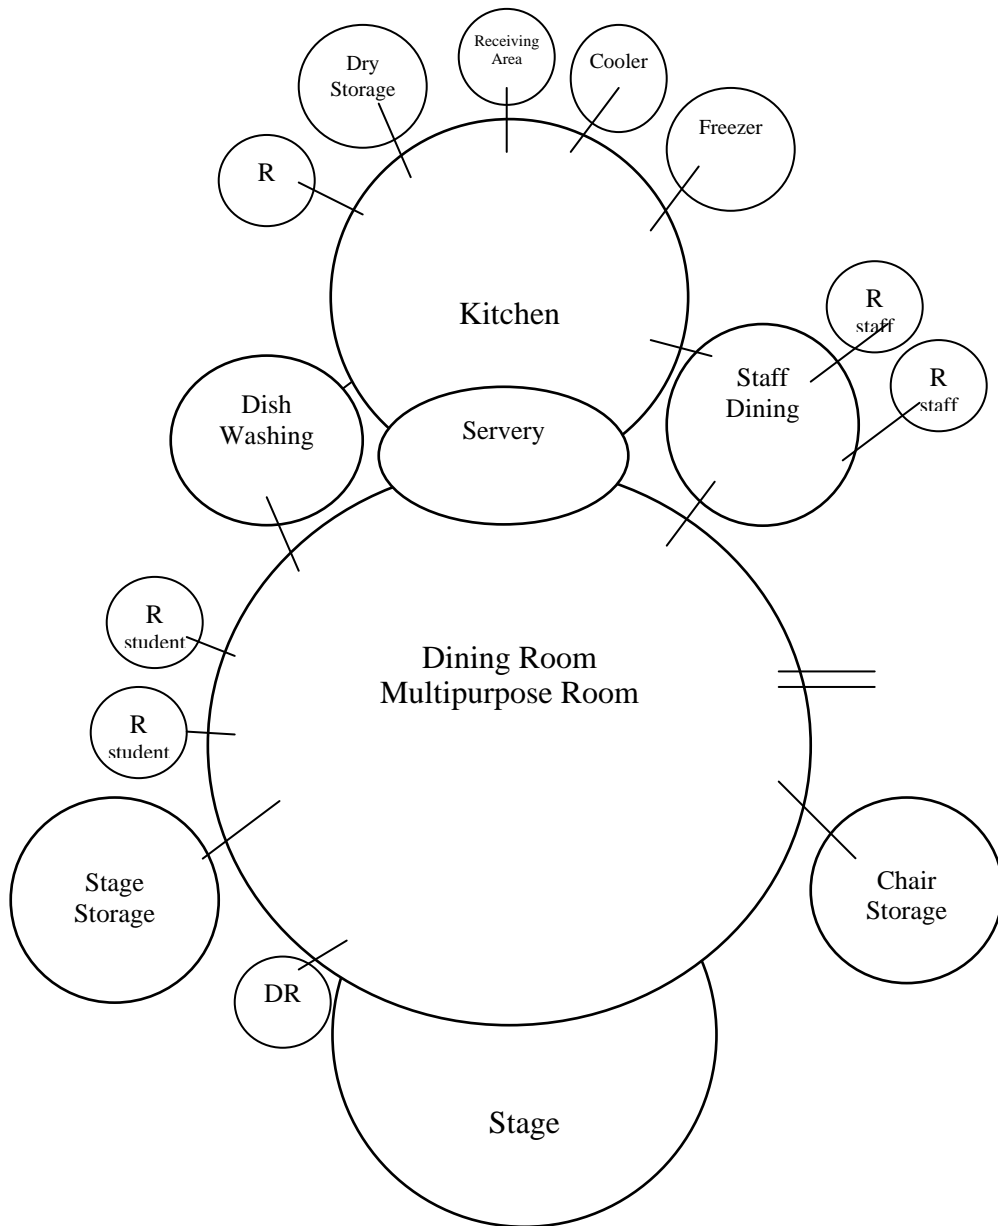 Receiving
Area
Dry
Storage
Cooler
Freezer
R
Kitchen
R
staff
R
staff
Staff
Dining
Dish
Washing
Servery
R
student
R
student
Dining Room
Multipurpose Room
Stage
Storage
Chair
Storage
DR
Stage